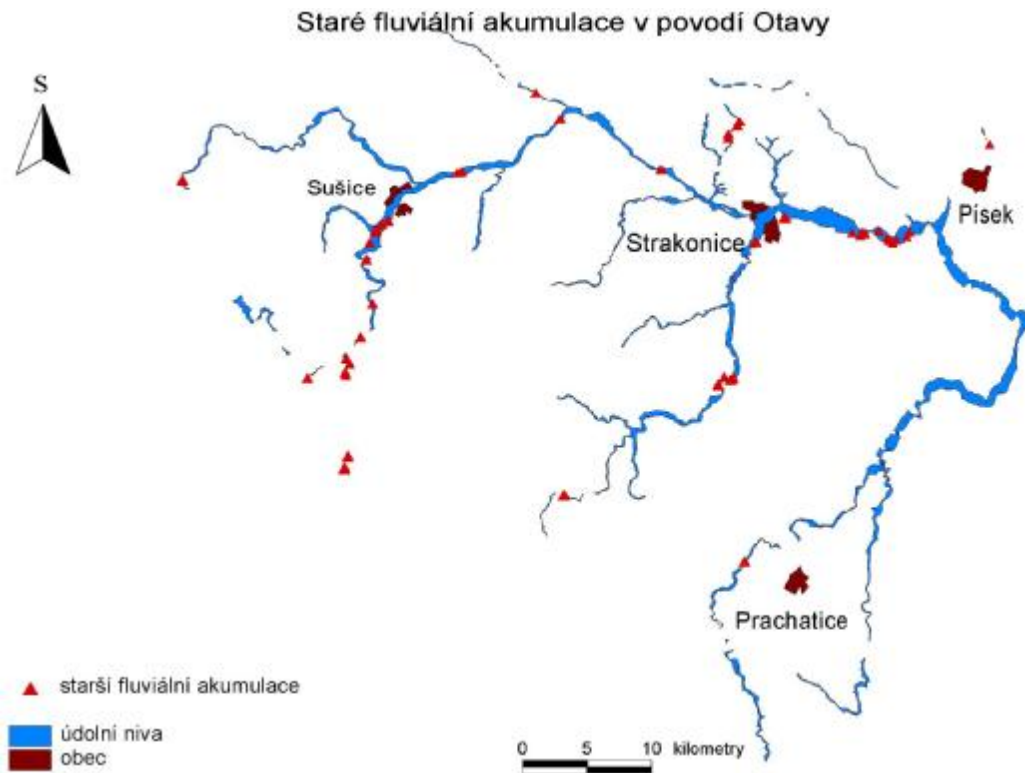 Staré fluviální akumulace v povodí Otavy
S
Sušice
Písek
Strakonice
Prachatice
starší fluviální akumulace
údolní niva
obec
0 5 10 kilometry